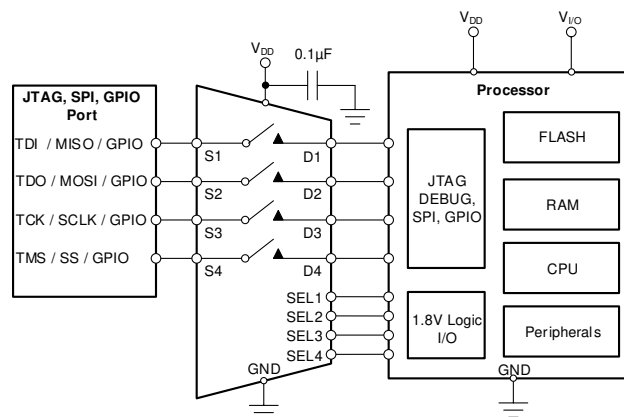 VDD
0.1µF
VDD
VI/O
JTAG, SPI, GPIO
Port
TDI / MISO / GPIO
TDO / MOSI / GPIO
TCK / SCLK / GPIO
TMS / SS / GPIO
S1
D1
S2
D2
S3
D3
S4
D4
SEL1
SEL2
SEL3
SEL4
GND
Processor
JTAG
DEBUG,
SPI, GPIO
1.8V Logic
I/O
FLASH
RAM
CPU
Peripherals
GND